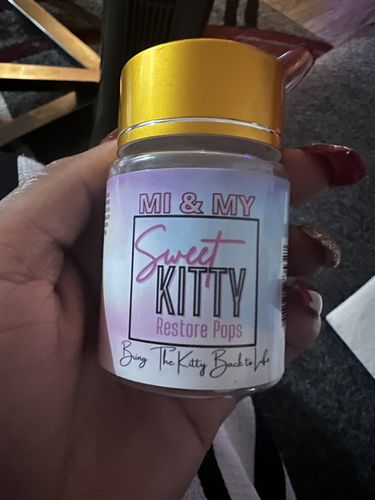 MI & MY
Sweet
KITTY
Restore Pops
Bring The Kitty Back to Life